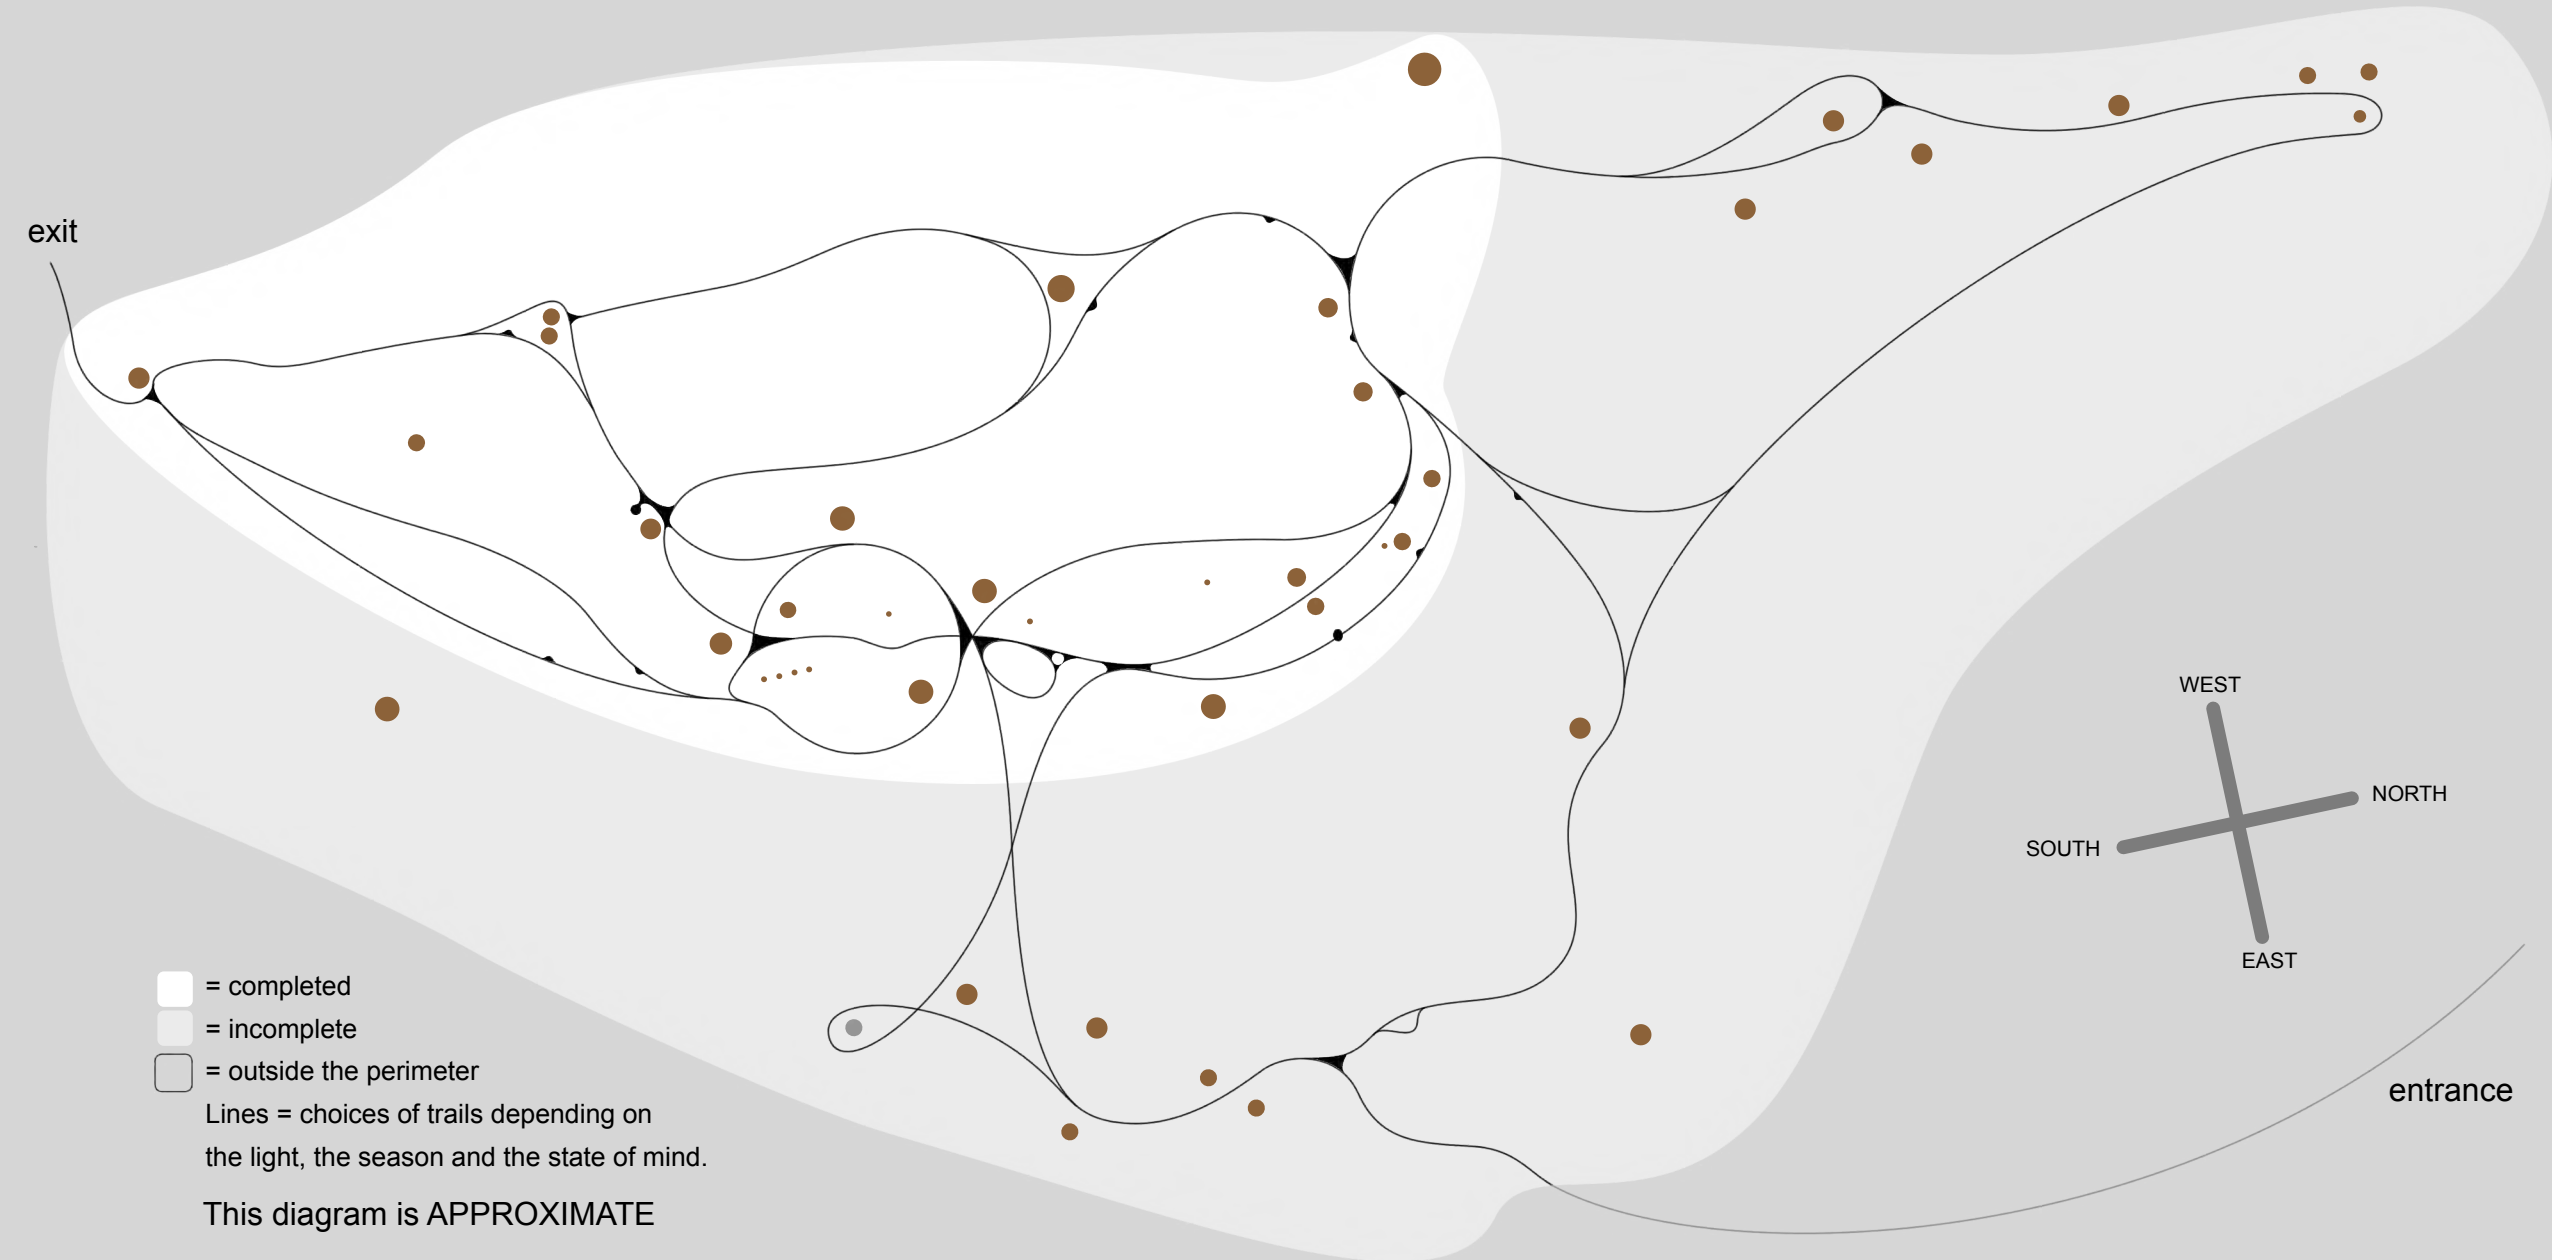 exit
WEST
NORTH
SOUTH
EAST
= completed
= incomplete
= outside the perimeter
Lines = choices of trails depending on
the light, the season and the state of mind.
This diagram is APPROXIMATE
entrance